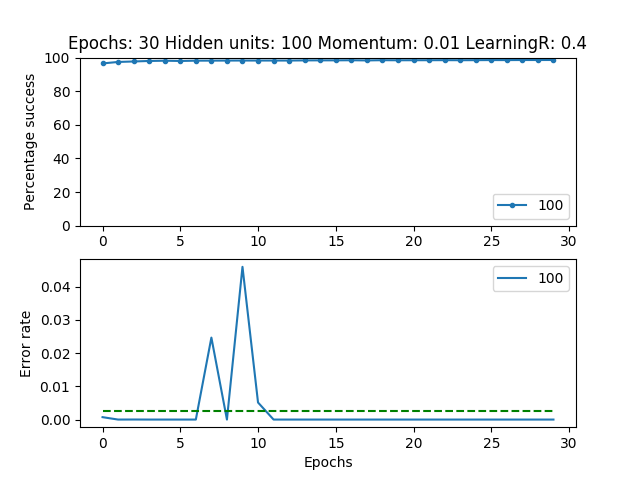 Epochs: 30 Hidden units: 100 Momentum: 0.01 LearningR: 0.4
100
80
60
40
20
0
Percentage success
100
0 5 10 15 20 25 30
0.04
0.03
0.02
0.01
0.00
Error rate
100
0 5 10 15 20 25 30
Epochs